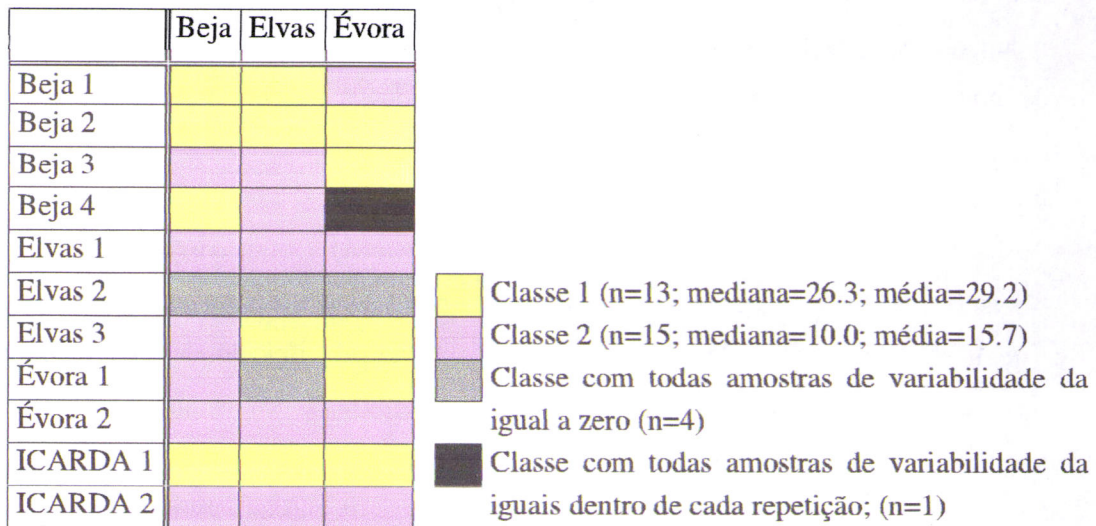 Beja Elvas Évora
Beja 1
Beja 2
Beja 3
Beja 4
Elvas 1
Elvas 2
Elvas 3
Évora 1
Évora 2
ICARDA 1
ICARDA 2
Classe 1 (n=13; mediana=26.3; média=29.2)
Classe 2 (n=15; mediana=10.0; média=15.7)
Classe com todas amostras de variabilidade da
igual a zero (n=4)
Classe com todas amostras de variabilidade da
iguais dentro de cada repetição; (n=1)